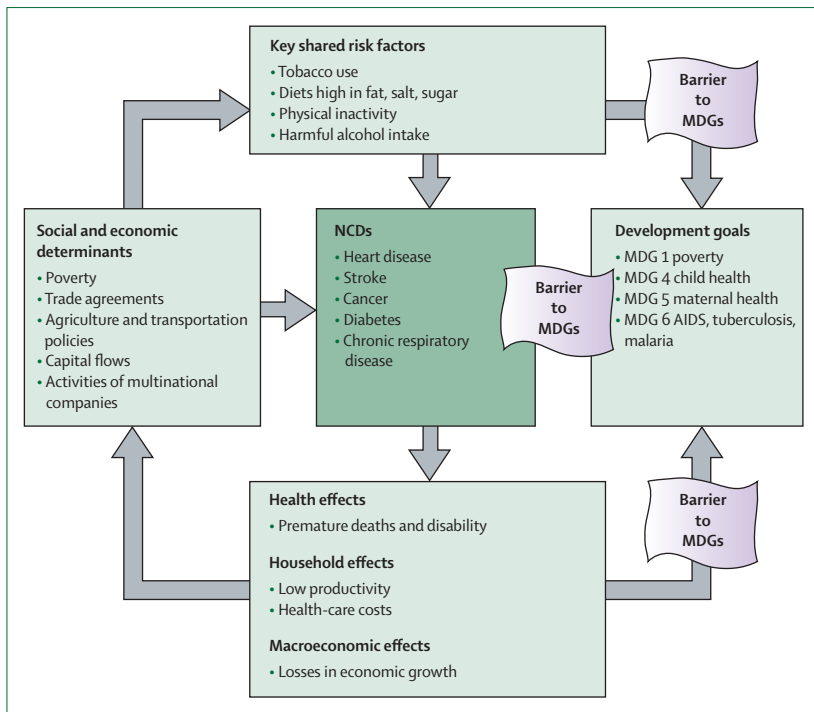 Key shared risk factors
• Tobacco use
• Diets high in fat, salt, sugar
• Physical inactivity
• Harmful alcohol intake
Barrier
to
MDGs
Social and economic
determinants
• Poverty
• Trade agreements
• Agriculture and transportation
policies
• Capital flows
• Activities of multinational
companies
NCDs
• Heart disease
• Stroke
• Cancer
• Diabetes
• Chronic respiratory
disease
Barrier
to
MDGs
Development goals
• MDG 1 poverty
• MDG 4 child health
• MDG 5 maternal health
• MDG 6 AIDS, tuberculosis,
malaria
Health effects
• Premature deaths and disability
Household effects
• Low productivity
• Health-care costs
Macroeconomic effects
• Losses in economic growth
Barrier
to
MDGs